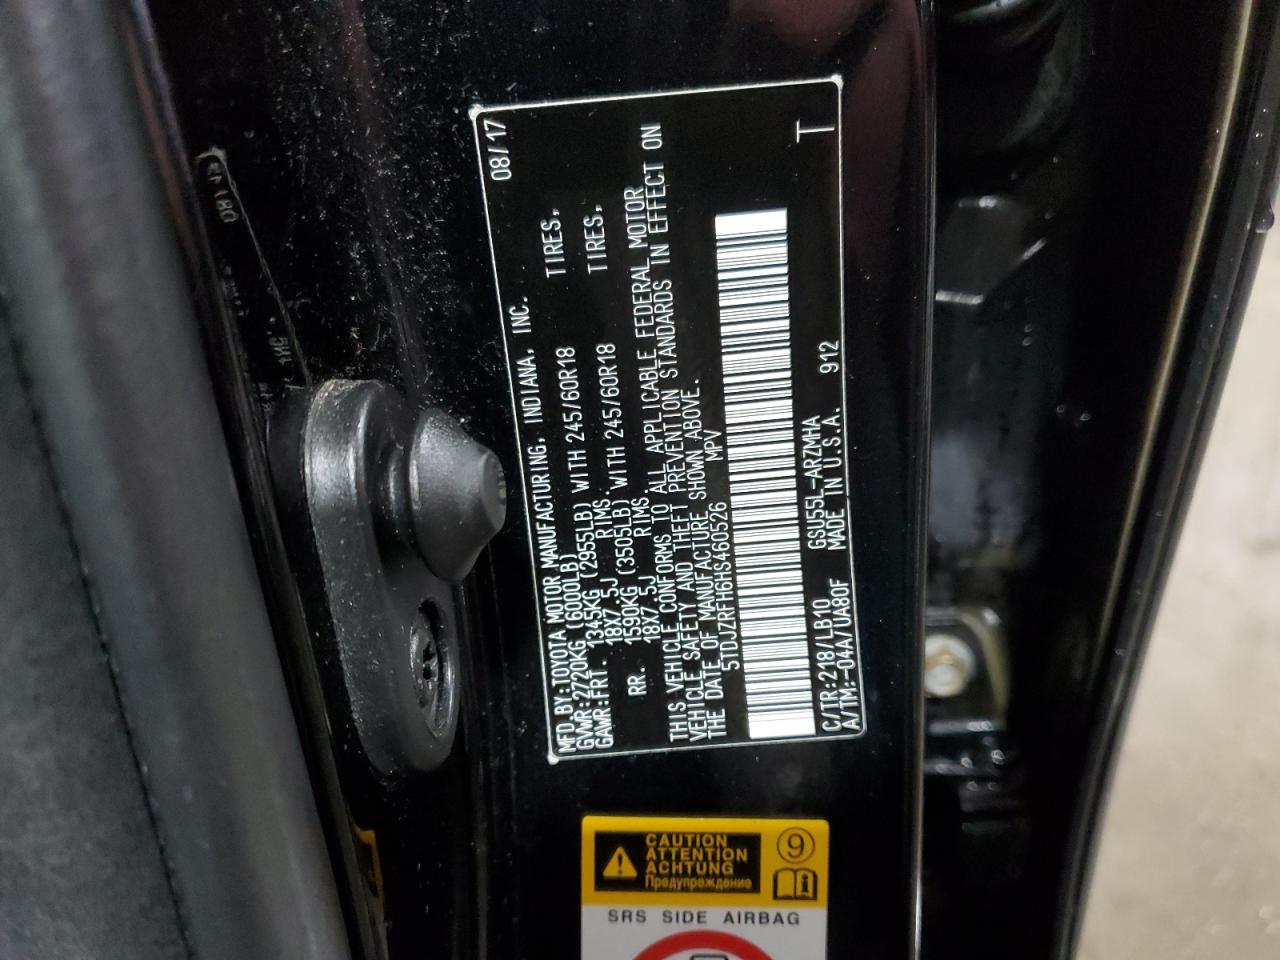 MFD.BY:TOYOTA MOTOR MANUFACTURING, INDIANA, INC. 08/17
GVWR:2720KG (6000LB)
GAWR:FRT. 1345KG (2955LB) WITH 245/60R18 TIRES,
18X7.5J RIMS.
RR. 1590KG (3505LB) WITH 245/60R18 TIRES,
18X7.5J RIMS
THIS VEHICLE CONFORMS TO ALL APPLICABLE FEDERAL MOTOR
VEHICLE SAFETY AND THEFT PREVENTION STANDARDS IN EFFECT ON
THE DATE OF MANUFACTURE SHOWN ABOVE.
5TDJZRFH6HS460526 MPV
C/TR:218/LB10 GSU55L-ARZMHA
A/TM:-04A/UA80F MADE IN U.S.A. 912
T
CAUTION
ATTENTION
ACHTUNG
Предупреждение
9
SRS SIDE AIRBAG